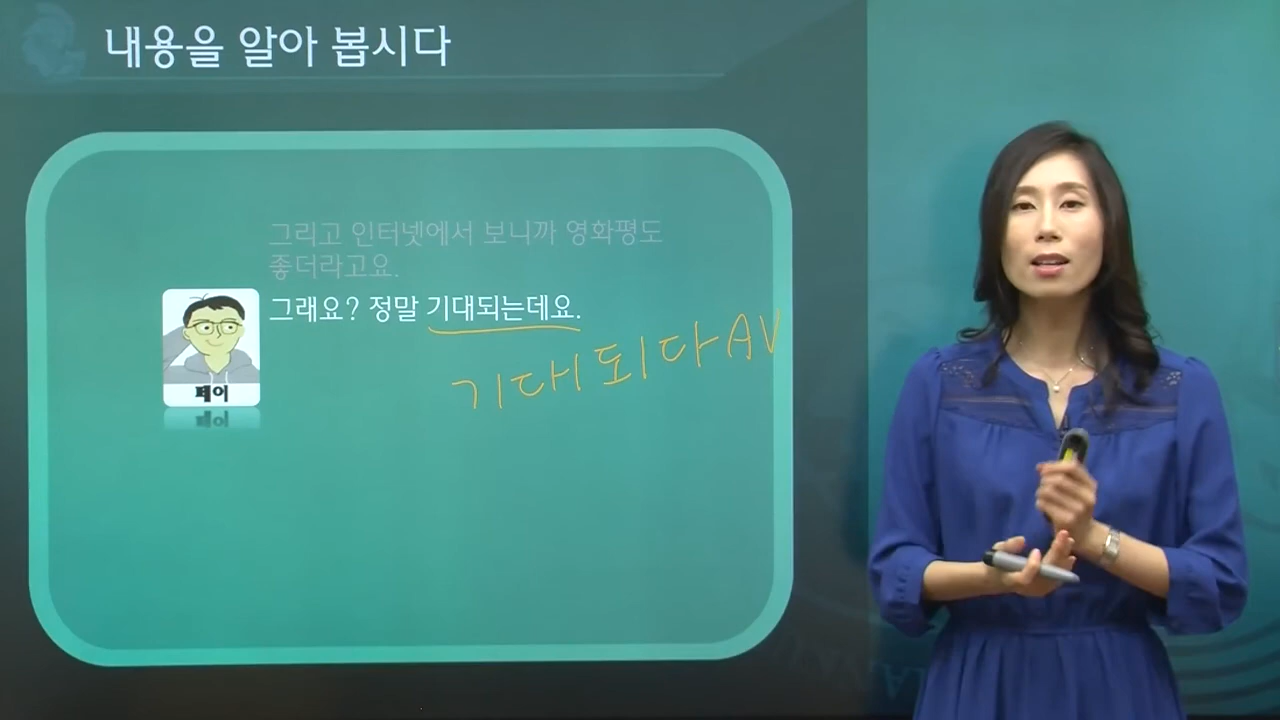 내용을 알아 봅시다
그리고 인터넷에서 보니까 영화평도
좋더라고요.
그래요? 정말 기대되는데요.
기대되다 AV
페이